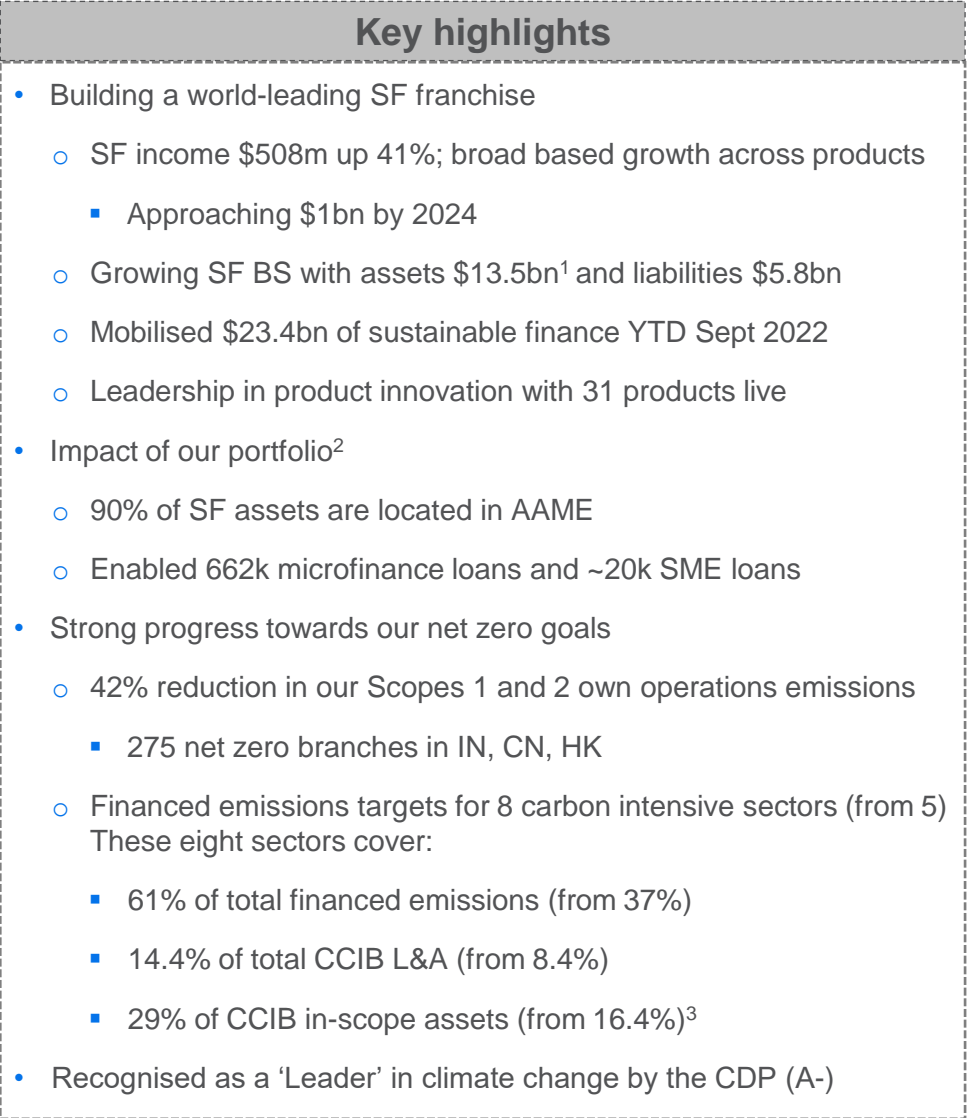 Key highlights
• Building a world-leading SF franchise
o SF income $508m up 41%; broad based growth across products
▪ Approaching $1bn by 2024
o Growing SF BS with assets $13.5bn¹ and liabilities $5.8bn
o Mobilised $23.4bn of sustainable finance YTD Sept 2022
o Leadership in product innovation with 31 products live
• Impact of our portfolio²
o 90% of SF assets are located in AAME
o Enabled 662k microfinance loans and ~20k SME loans
• Strong progress towards our net zero goals
o 42% reduction in our Scopes 1 and 2 own operations emissions
▪ 275 net zero branches in IN, CN, HK
o Financed emissions targets for 8 carbon intensive sectors (from 5)
These eight sectors cover:
▪ 61% of total financed emissions (from 37%)
▪ 14.4% of total CCIB L&A (from 8.4%)
▪ 29% of CCIB in-scope assets (from 16.4%)³
• Recognised as a ‘Leader’ in climate change by the CDP (A-)